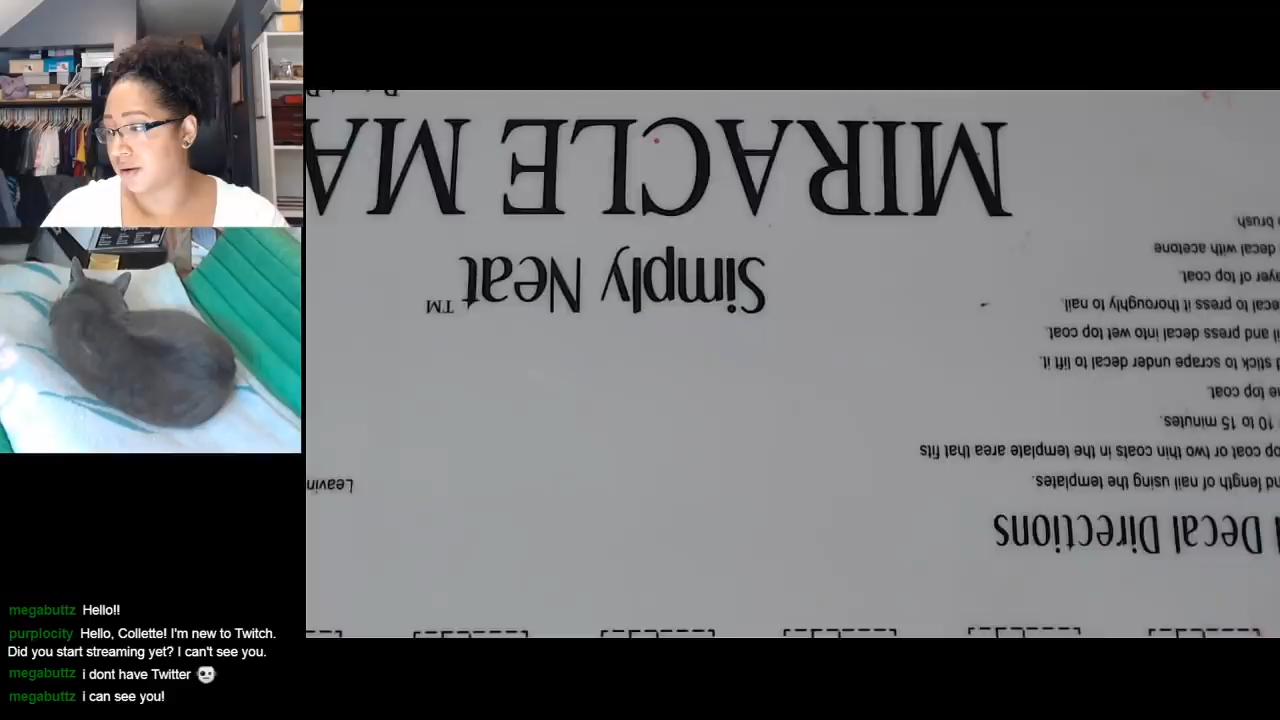 Decal Directions
nd length of nail using the templates.
op coat or two thin coats in the template area that fits
10 to 15 minutes.
ne top coat.
d stick to scrape under decal to lift it.
il and press decal into wet top coat.
ecal to press it thoroughly to nail
ayer of top coat
decal with acetone
brush
Leavin
Simply Neat™
MIRACLE MA
megabuttz Hello!!
purplocity Hello, Collette! I'm new to Twitch.
Did you start streaming yet? I can't see you.
megabuttz i dont have Twitter
megabuttz i can see you!